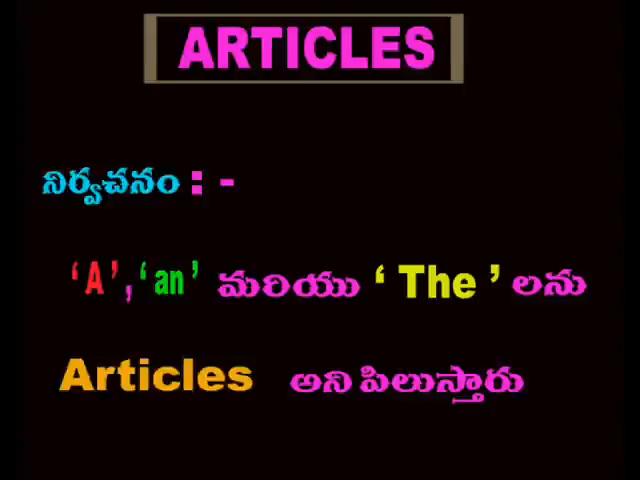 ARTICLES
నిర్వచనం : -
‘ A ’ , ‘ an ’ మరియు ‘ The ’ లను
Articles అని పిలుస్తారు